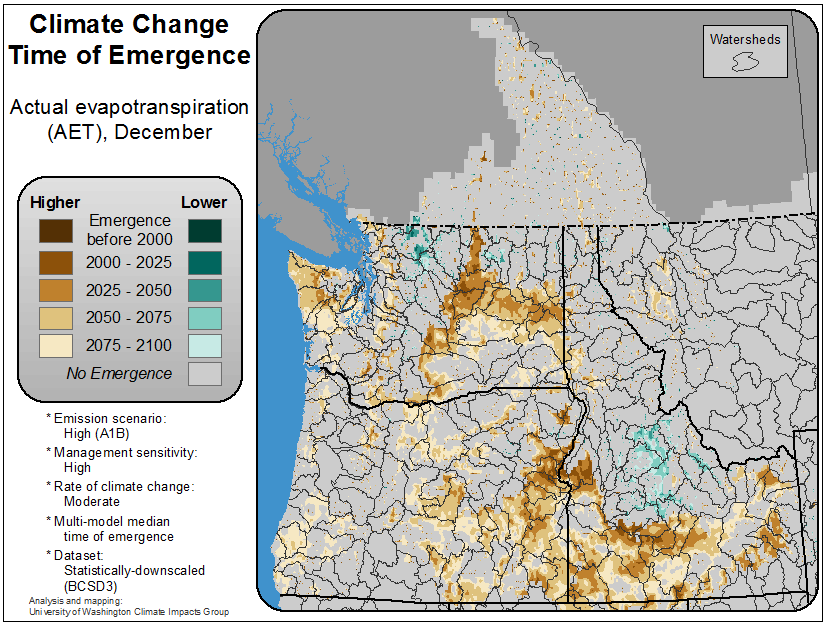 Climate Change
Time of Emergence
Actual evapotranspiration
(AET), December
Higher
Lower
Emergence
before 2000
2000 - 2025
2025 - 2050
2050 - 2075
2075 - 2100
No Emergence
* Emission scenario:
High (A1B)
* Management sensitivity:
High
* Rate of climate change:
Moderate
* Multi-model median
time of emergence
* Dataset:
Statistically-downscaled
(BCSD3)
Analysis and mapping:
University of Washington Climate Impacts Group
Watersheds